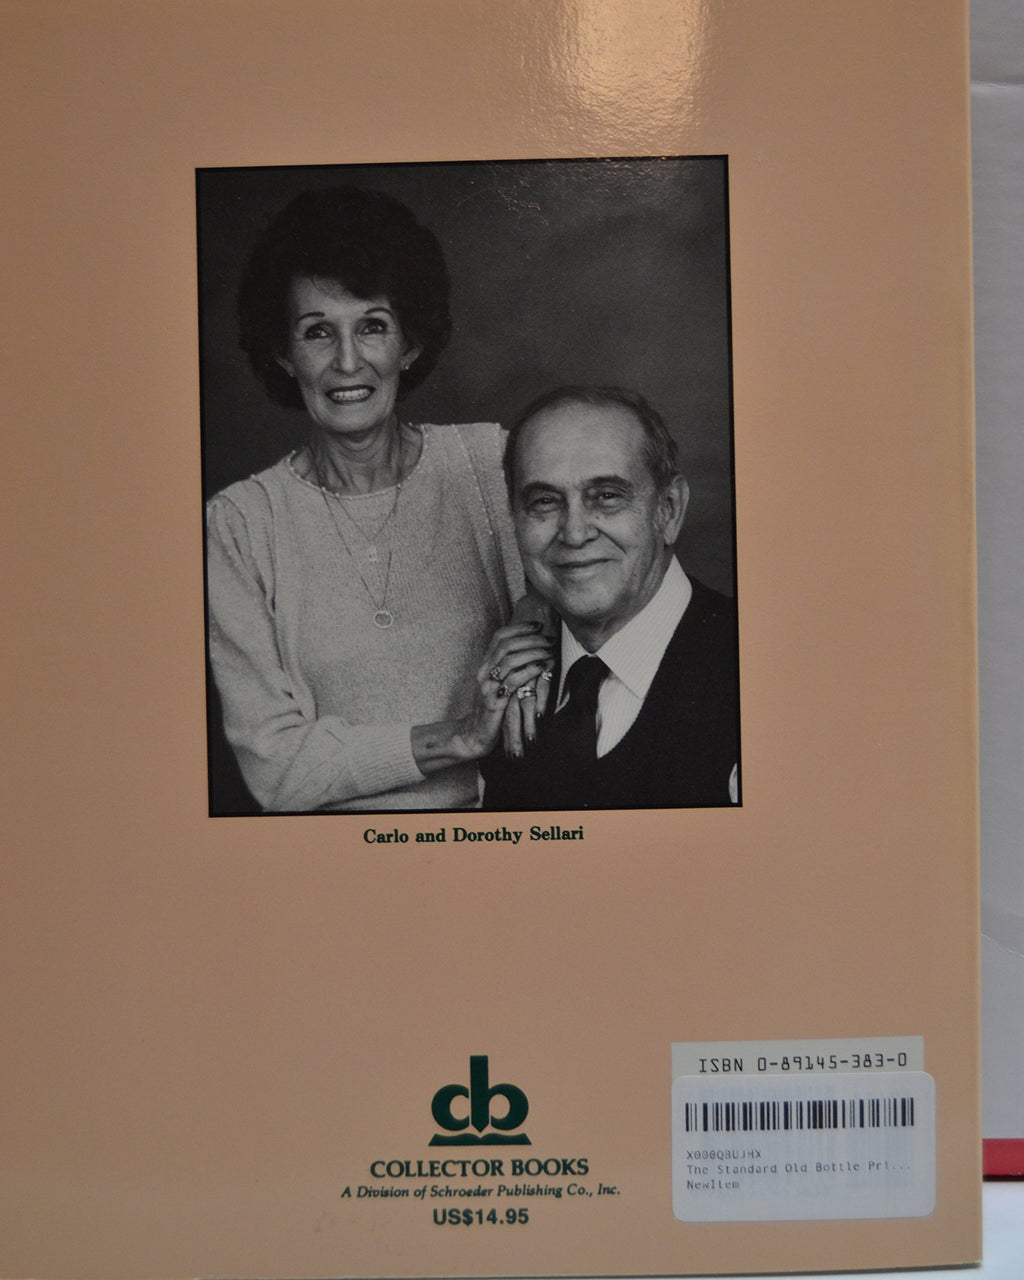 Carlo and Dorothy Sellari
cb
COLLECTOR BOOKS
A Division of Schroeder Publishing Co., Inc.
US$14.95
ISBN 0-89145-383-0
The Standard Old Bottle Pri...
NewItem